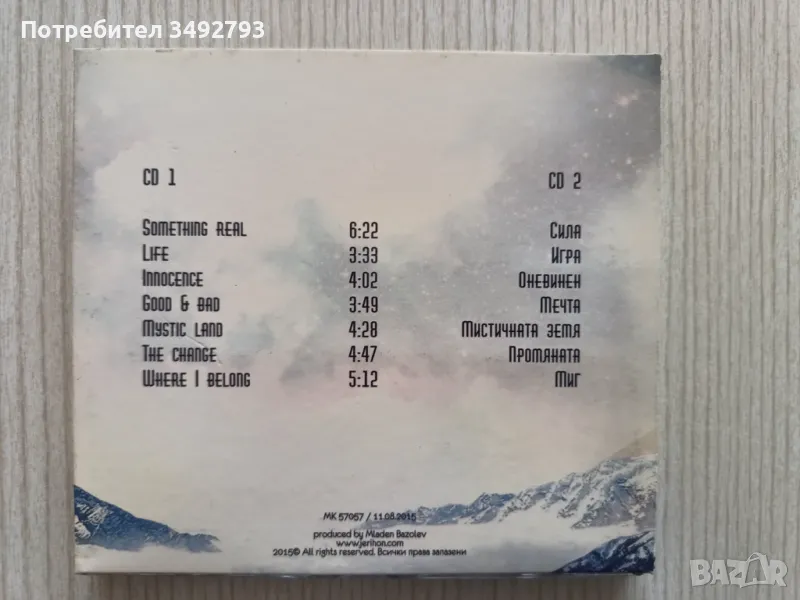 Потребител 3492793
CD 1
CD 2
Something real 6:22 Сила
Life 3:33 Игра
Innocence 4:02 Оневинен
Good & bad 3:49 Мечта
Mystic land 4:28 Мистичната земя
The change 4:47 Промяната
Where I belong 5:12 Миг
MK 57057 / 11.08.2015
produced by Mladen Bazolev
www.jerihon.com
2015© All rights reserved. Всички права запазени
BAZAR